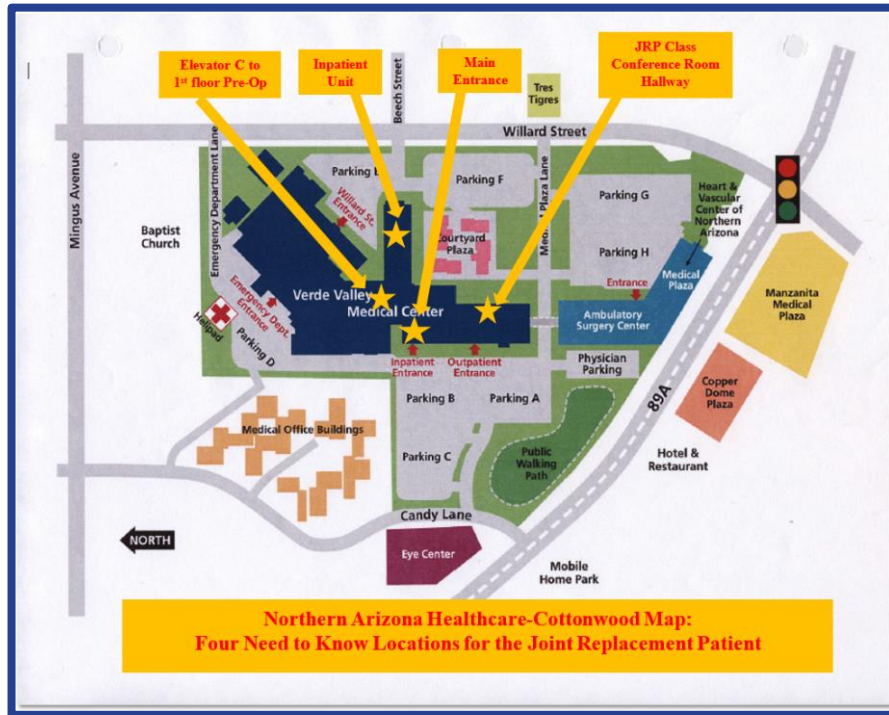 Elevator C to
1st floor Pre-Op
Inpatient
Unit
Main
Entrance
JRP Class
Conference Room
Hallway
Beech Street
Tres
Tigres
Willard Street
Mingus Avenue
Emergency Department Lane
Parking E
Parking F
Medical Plaza Lane
Parking G
Heart &
Vascular
Center of
Northern
Arizona
Willard St.
Entrance
Baptist
Church
Courtyard
Plaza
Parking H
Medical
Plaza
Entrance
Manzanita
Medical
Plaza
Emergency Dept.
Entrance
Verde Valley
Medical Center
Ambulatory
Surgery Center
Helipad
Parking D
Inpatient
Entrance
Outpatient
Entrance
Physician
Parking
89A
Copper
Dome
Plaza
Parking B
Parking A
Medical Office Buildings
Parking C
Public
Walking
Path
Hotel &
Restaurant
Candy Lane
NORTH
Eye Center
Mobile
Home Park
Northern Arizona Healthcare-Cottonwood Map:
Four Need to Know Locations for the Joint Replacement Patient